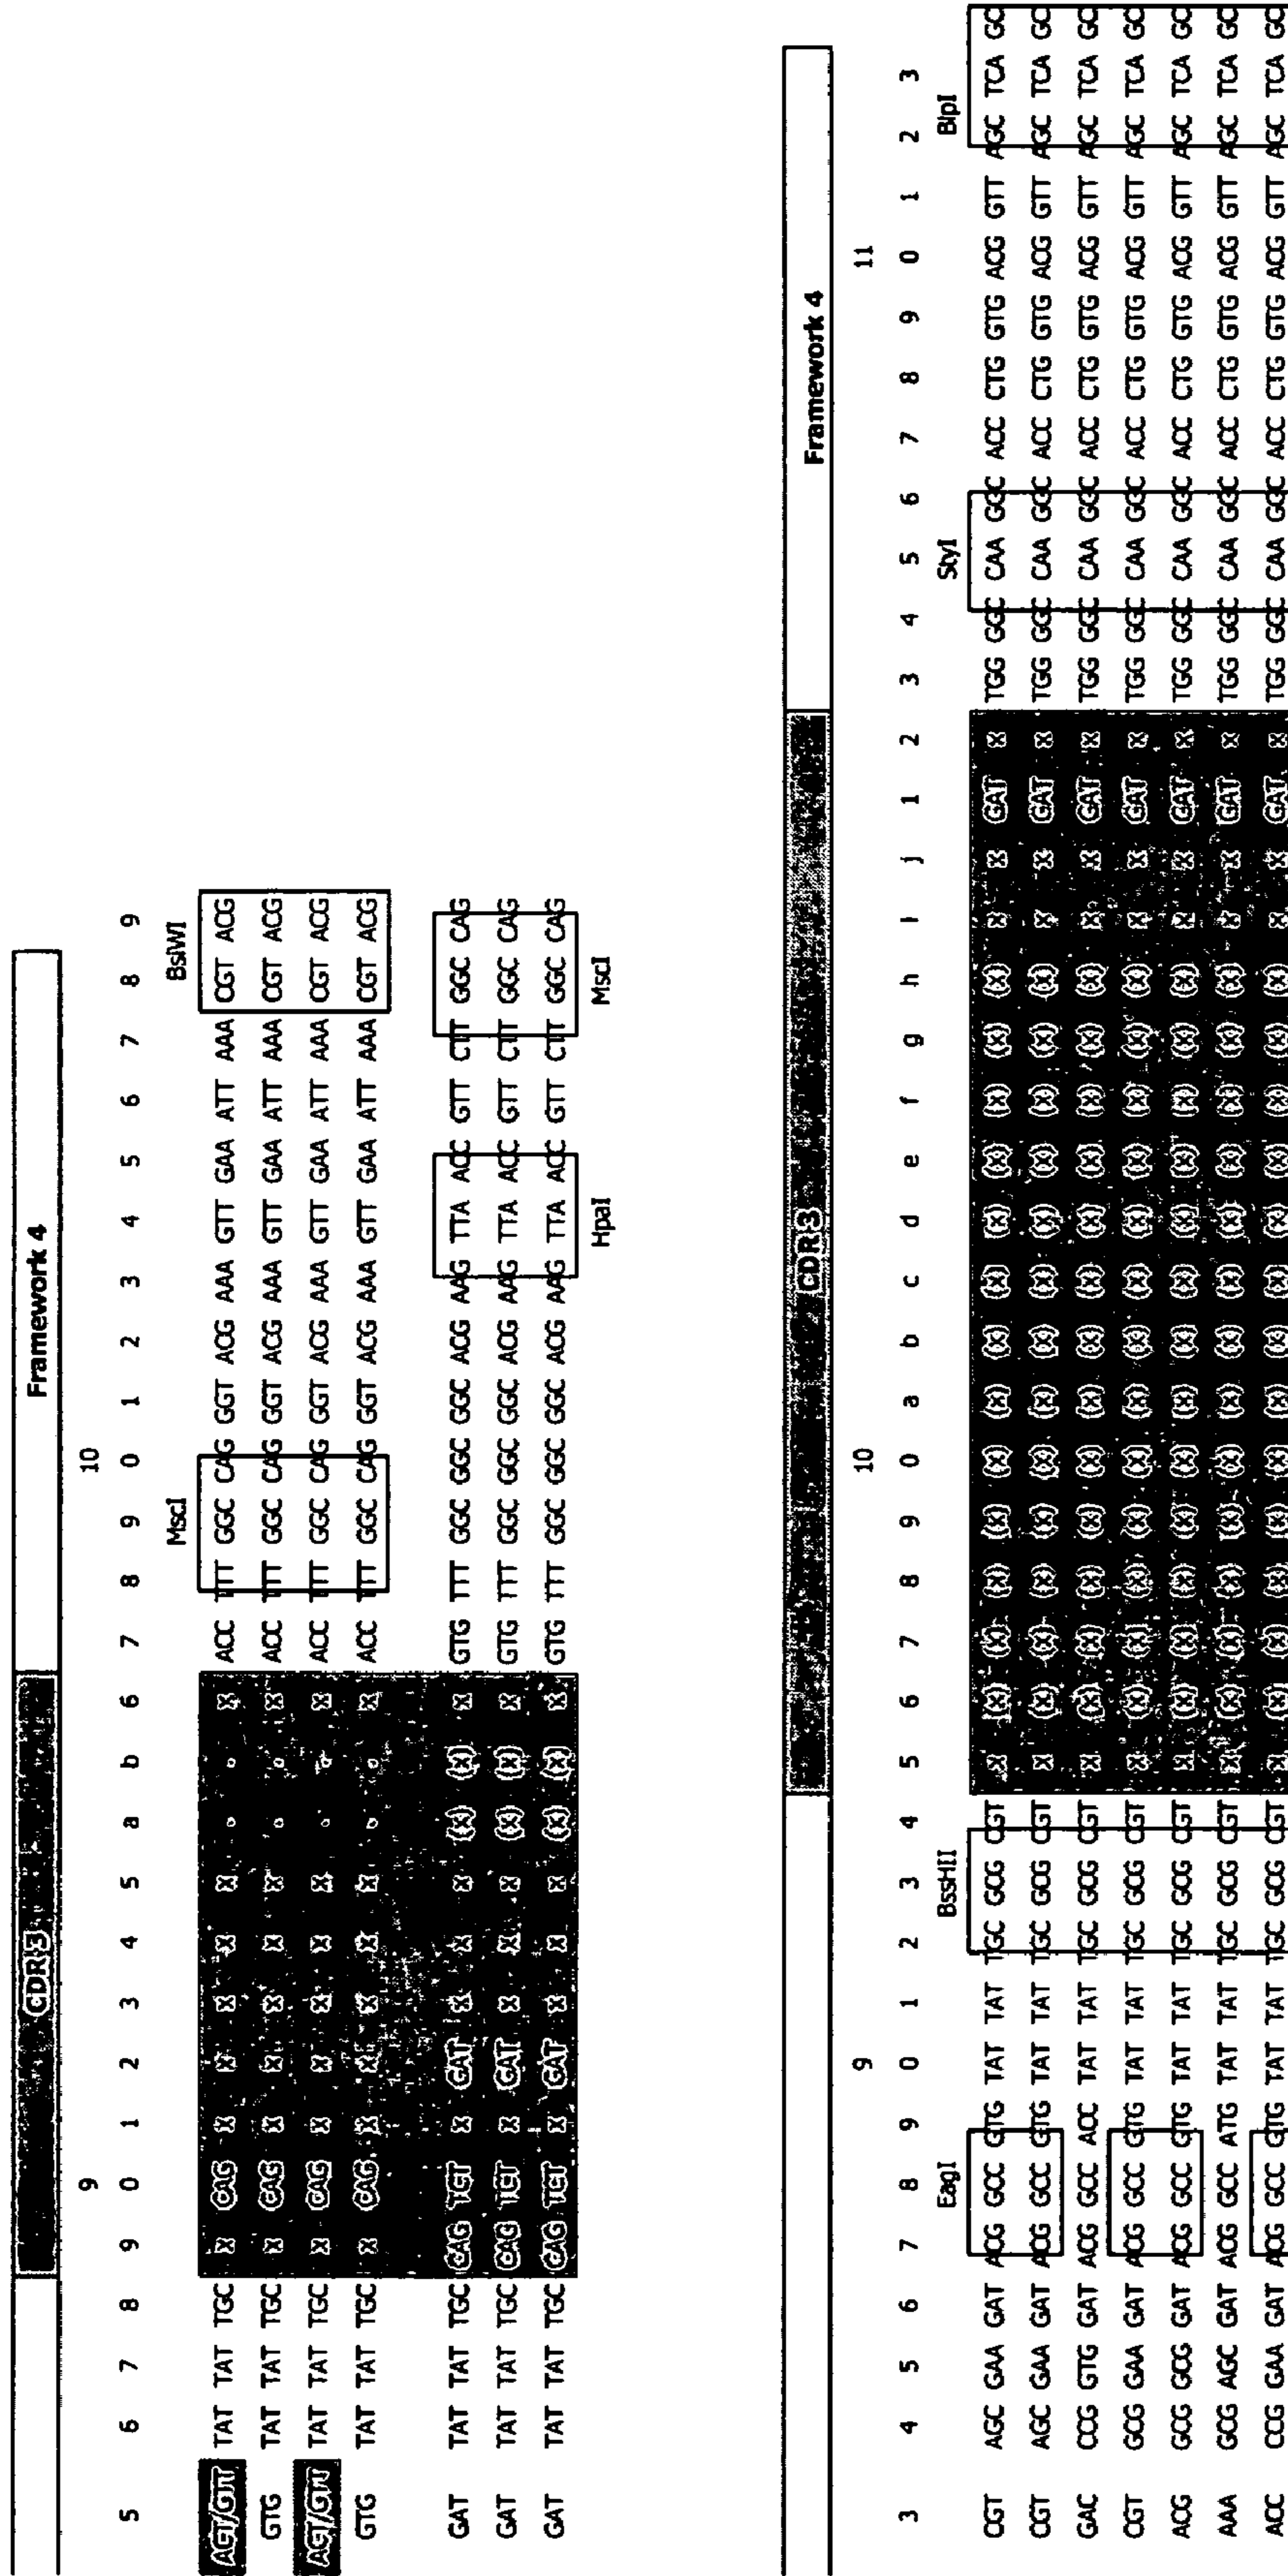 CDR 3 Framework 4
9 10
5 6 7 8 9 0 1 2 3 4 5 a b 6 7 8 9 0 1 2 3 4 5 6 7 8 9
MscI BsiWI
ACT/GTT TAT TAT TGC x CAG x x x x x - - x ACC TTT GGC CAG GGT ACG AAA GTT GAA ATT AAA CGT ACG
GTG TAT TAT TGC x CAG x x x x x - - x ACC TTT GGC CAG GGT ACG AAA GTT GAA ATT AAA CGT ACG
ACT/GTT TAT TAT TGC x CAG x x x x x - - x ACC TTT GGC CAG GGT ACG AAA GTT GAA ATT AAA CGT ACG
GTG TAT TAT TGC x CAG x x x x x - - x ACC TTT GGC CAG GGT ACG AAA GTT GAA ATT AAA CGT ACG
GAT TAT TAT TGC CAG TCT x GAT x x x (x) (x) x GTG TTT GGC GGC GGC ACG AAG TTA ACC GTT CTT GGC CAG
GAT TAT TAT TGC CAG TCT x GAT x x x (x) (x) x GTG TTT GGC GGC GGC ACG AAG TTA ACC GTT CTT GGC CAG
GAT TAT TAT TGC CAG TCT x GAT x x x (x) (x) x GTG TTT GGC GGC GGC ACG AAG TTA ACC GTT CTT GGC CAG
HpaI MscI
CDR 3 Framework 4
9 10 11
3 4 5 6 7 8 9 0 1 2 3 4 5 6 7 8 9 0 a b c d e f g h i j 1 2 3 4 5 6 7 8 9 0 1 2 3
EagI BssHII StyI BlpI
CGT AGC GAA GAT ACG GCC GTG TAT TAT TGC GCG CGT x (x) (x) (x) (x) (x) (x) (x) (x) (x) (x) (x) (x) (x) x x GAT x TGG GGC CAA GGC ACC CTG GTG ACG GTT AGC TCA GC
CGT AGC GAA GAT ACG GCC GTG TAT TAT TGC GCG CGT x (x) (x) (x) (x) (x) (x) (x) (x) (x) (x) (x) (x) (x) x x GAT x TGG GGC CAA GGC ACC CTG GTG ACG GTT AGC TCA GC
GAC CCG GTG GAT ACG GCC ACC TAT TAT TGC GCG CGT x (x) (x) (x) (x) (x) (x) (x) (x) (x) (x) (x) (x) (x) x x GAT x TGG GGC CAA GGC ACC CTG GTG ACG GTT AGC TCA GC
CGT GCG GAA GAT ACG GCC GTG TAT TAT TGC GCG CGT x (x) (x) (x) (x) (x) (x) (x) (x) (x) (x) (x) (x) (x) x x GAT x TGG GGC CAA GGC ACC CTG GTG ACG GTT AGC TCA GC
ACG GCG GCG GAT ACG GCC GTG TAT TAT TGC GCG CGT x (x) (x) (x) (x) (x) (x) (x) (x) (x) (x) (x) (x) (x) x x GAT x TGG GGC CAA GGC ACC CTG GTG ACG GTT AGC TCA GC
AAA GCG AGC GAT ACG GCC ATG TAT TAT TGC GCG CGT x (x) (x) (x) (x) (x) (x) (x) (x) (x) (x) (x) (x) (x) x x GAT x TGG GGC CAA GGC ACC CTG GTG ACG GTT AGC TCA GC
ACC CCG GAA GAT ACG GCC GTG TAT TAT TGC GCG CGT x (x) (x) (x) (x) (x) (x) (x) (x) (x) (x) (x) (x) (x) x x GAT x TGG GGC CAA GGC ACC CTG GTG ACG GTT AGC TCA GC